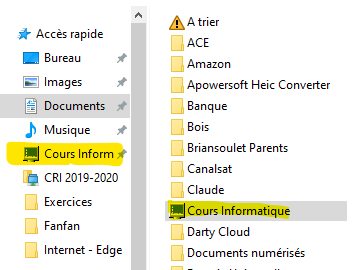 Accès rapide
Bureau
Images
Documents
Musique
Cours Inform
CRI 2019-2020
Exercices
Fanfan
Internet - Edge
A trier
ACE
Amazon
Apowersoft Heic Converter
Banque
Bois
Briansoulet Parents
Canalsat
Claude
Cours Informatique
Darty Cloud
Documents numérisés